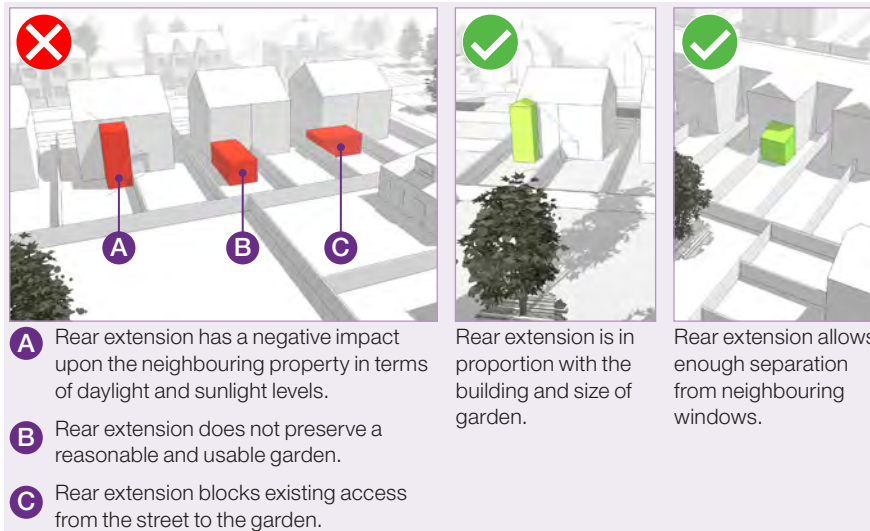 A
B
C
A Rear extension has a negative impact
upon the neighbouring property in terms
of daylight and sunlight levels.
B Rear extension does not preserve a
reasonable and usable garden.
C Rear extension blocks existing access
from the street to the garden.
Rear extension is in
proportion with the
building and size of
garden.
Rear extension allows
enough separation
from neighbouring
windows.